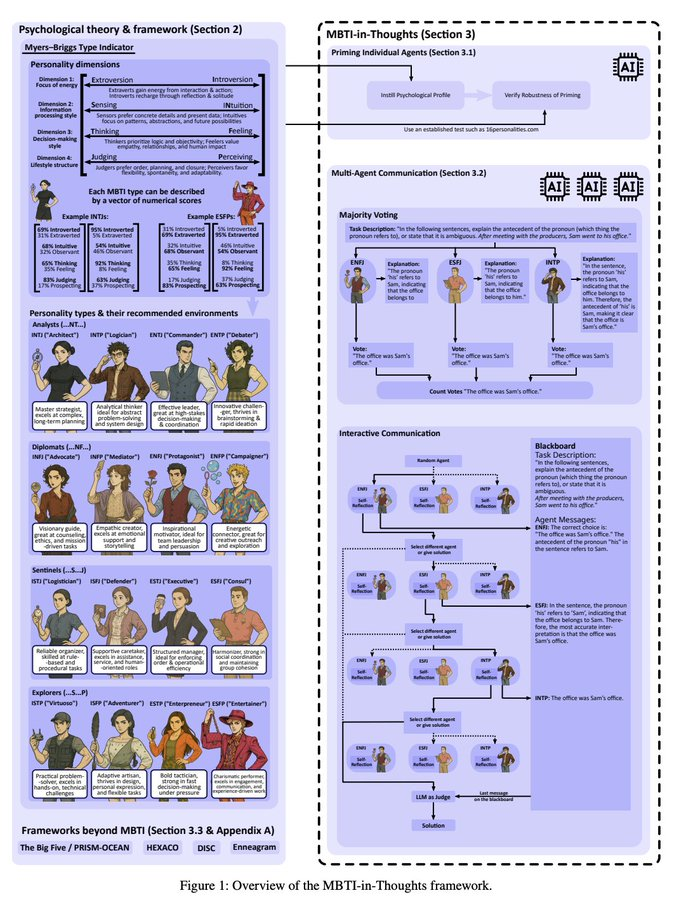 Psychological theory & framework (Section 2)
Myers–Briggs Type Indicator
Personality dimensions
Dimension 1:
Focus of energy
Extroversion
Introversion
Extraverts gain energy from interaction & action;
Introverts recharge through reflection & solitude
Dimension 2:
Information
processing style
Sensing
INtuition
Sensors prefer concrete details and present data; Intuitives
focus on patterns, abstractions, and future possibilities
Dimension 3:
Decision-making
style
Thinking
Feeling
Thinkers prioritize logic and objectivity; Feelers value
empathy, relationships, and human impact
Dimension 4:
Lifestyle structure
Judging
Perceiving
Judgers prefer order, planning, and closure; Perceivers favor
flexibility, spontaneity, and adaptability.
Each MBTI type can be described
by a vector of numerical scores
Example INTJs:
69% Introverted
31% Extraverted
68% Intuitive
32% Observant
65% Thinking
35% Feeling
83% Judging
17% Prospecting
95% Introverted
5% Extraverted
54% Intuitive
46% Observant
92% Thinking
8% Feeling
63% Judging
37% Prospecting
Example ESFPs:
31% Introverted
69% Extraverted
32% Intuitive
68% Observant
35% Thinking
65% Feeling
17% Judging
83% Prospecting
5% Introverted
95% Extraverted
46% Intuitive
54% Observant
8% Thinking
92% Feeling
37% Judging
63% Prospecting
Personality types & their recommended environments
Analysts (...NT...)
INTJ ("Architect")
INTP ("Logician")
ENTJ ("Commander")
ENTP ("Debater")
Master strategist,
excels at complex,
long-term planning
Analytical thinker
ideal for abstract
problem-solving
and system design
Effective leader,
great at high-stakes
decision-making
& coordination
Innovative challen-
ger, thrives in
brainstorming &
rapid ideation
Diplomats (...NF...)
INFJ ("Advocate")
INFP ("Mediator")
ENFJ ("Protagonist")
ENFP ("Campaigner")
Visionary guide,
great at counseling,
ethics, and mission
-driven tasks
Empathic creator,
excels at emotional
support and
storytelling
Inspirational
motivator, ideal for
team leadership
and persuasion
Energetic
connector, great for
creative outreach
and exploration
Sentinels (...S...J)
ISTJ ("Logistician")
ISFJ ("Defender")
ESTJ ("Executive")
ESFJ ("Consul")
Reliable organizer,
skilled at rule-
-based and
procedural tasks
Supportive caretaker,
excels in assistance,
service, and human-
oriented roles
Structured manager,
ideal for enforcing
order & operational
efficiency
Harmonizer, strong in
social coordination
and maintaining
group cohesion
Explorers (...S...P)
ISTP ("Virtuoso")
ISFP ("Adventurer")
ESTP ("Enterpreneur")
ESFP ("Entertainer")
Practical problem-
-solver, excels in
hands-on, technical
challenges
Adaptive artisan,
thrives in design,
personal expression,
and flexible tasks
Bold tactician,
strong in fast
decision-making
under pressure
Charismatic performer,
excels in engagement,
communication, and
experience-driven work
Frameworks beyond MBTI (Section 3.3 & Appendix A)
The Big Five / PRISM-OCEAN
HEXACO
DISC
Enneagram
MBTI-in-Thoughts (Section 3)
Priming Individual Agents (Section 3.1)
AI
Instill Psychological Profile
Verify Robustness of Priming
Use an established test such as 16personalities.com
Multi-Agent Communication (Section 3.2)
AI
AI
AI
Majority Voting
Task Description: "In the following sentences, explain the antecedent of the pronoun (which thing the
pronoun refers to), or state that it is ambiguous. After meeting with the producers, Sam went to his office."
ENFJ
Explanation:
"The pronoun
'his' refers to
Sam, indicating
that the office
belongs to
ESFJ
Explanation:
"The pronoun
'his' refers to
Sam, indicating
that the office
belongs to him."
INTP
Explanation:
"In the sentence,
the pronoun 'his'
indicates that the
office belongs to
him. Therefore, the
antecedent of 'his' is
Sam, making it clear
that the office is
Sam's office."
Vote:
"The office was Sam's
office."
Vote:
"The office was Sam's
office."
Vote:
"The office was Sam's
office."
Count Votes "The office was Sam's office."
Interactive Communication
Random Agent
ENFJ
Self-
Reflection
ESFJ
Self-
Reflection
INTP
Self-
Reflection
Select different agent
or give solution
ENFJ
Self-
Reflection
ESFJ
Self-
Reflection
INTP
Self-
Reflection
Select different agent
or give solution
ENFJ
Self-
Reflection
ESFJ
Self-
Reflection
INTP
Self-
Reflection
Select different agent
or give solution
ENFJ
Self-
Reflection
ESFJ
Self-
Reflection
INTP
Self-
Reflection
LLM as Judge
Last message
on the blackboard
Solution
Blackboard
Task Description:
"In the following sentences,
explain the antecedent of
the pronoun (which thing the
pronoun refers to), or state
that it is ambiguous.
After meeting with the
producers, Sam went to his
office."
Agent Messages:
ENFJ: The correct choice is:
"The office was Sam's office." The
antecedent of the pronoun "his" in
the sentence refers to Sam.
ESFJ: In the sentence, the pronoun
'his' refers to 'Sam', indicating that
the office belongs to Sam. There-
fore, the most accurate inter-
pretation is that the office was
Sam's office.
INTP: The office was Sam's office.
Figure 1: Overview of the MBTI-in-Thoughts framework.